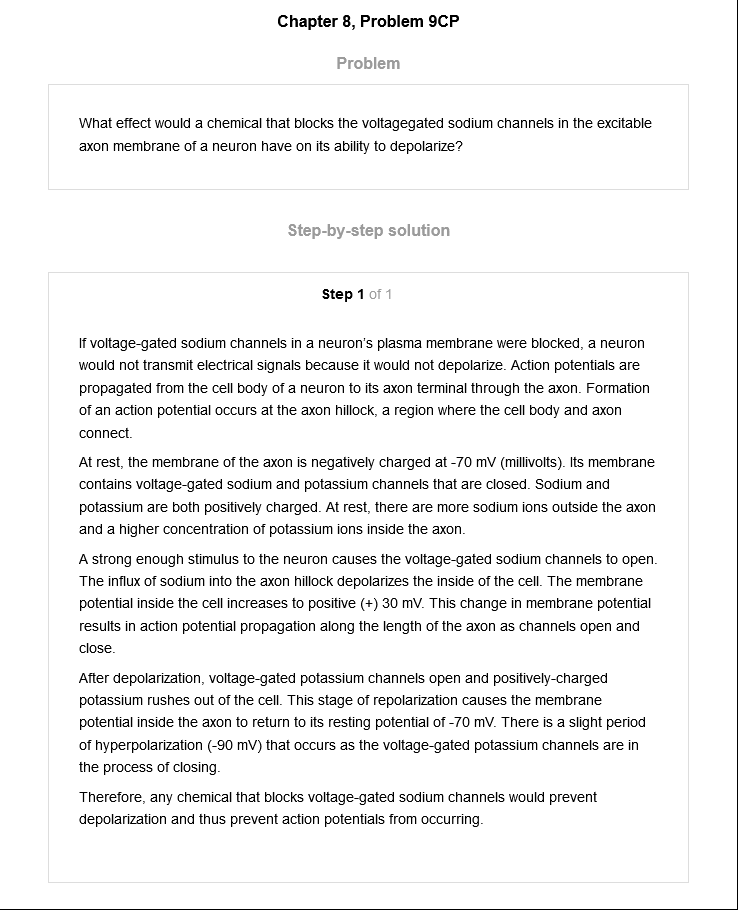 Chapter 8, Problem 9CP
Problem
What effect would a chemical that blocks the voltagegated sodium channels in the excitable
axon membrane of a neuron have on its ability to depolarize?
Step-by-step solution
Step 1 of 1
If voltage-gated sodium channels in a neuron's plasma membrane were blocked, a neuron
would not transmit electrical signals because it would not depolarize. Action potentials are
propagated from the cell body of a neuron to its axon terminal through the axon. Formation
of an action potential occurs at the axon hillock, a region where the cell body and axon
connect.
At rest, the membrane of the axon is negatively charged at -70 mV (millivolts). Its membrane
contains voltage-gated sodium and potassium channels that are closed. Sodium and
potassium are both positively charged. At rest, there are more sodium ions outside the axon
and a higher concentration of potassium ions inside the axon.
A strong enough stimulus to the neuron causes the voltage-gated sodium channels to open.
The influx of sodium into the axon hillock depolarizes the inside of the cell. The membrane
potential inside the cell increases to positive (+) 30 mV. This change in membrane potential
results in action potential propagation along the length of the axon as channels open and
close.
After depolarization, voltage-gated potassium channels open and positively-charged
potassium rushes out of the cell. This stage of repolarization causes the membrane
potential inside the axon to return to its resting potential of -70 mV. There is a slight period
of hyperpolarization (-90 mV) that occurs as the voltage-gated potassium channels are in
the process of closing.
Therefore, any chemical that blocks voltage-gated sodium channels would prevent
depolarization and thus prevent action potentials from occurring.